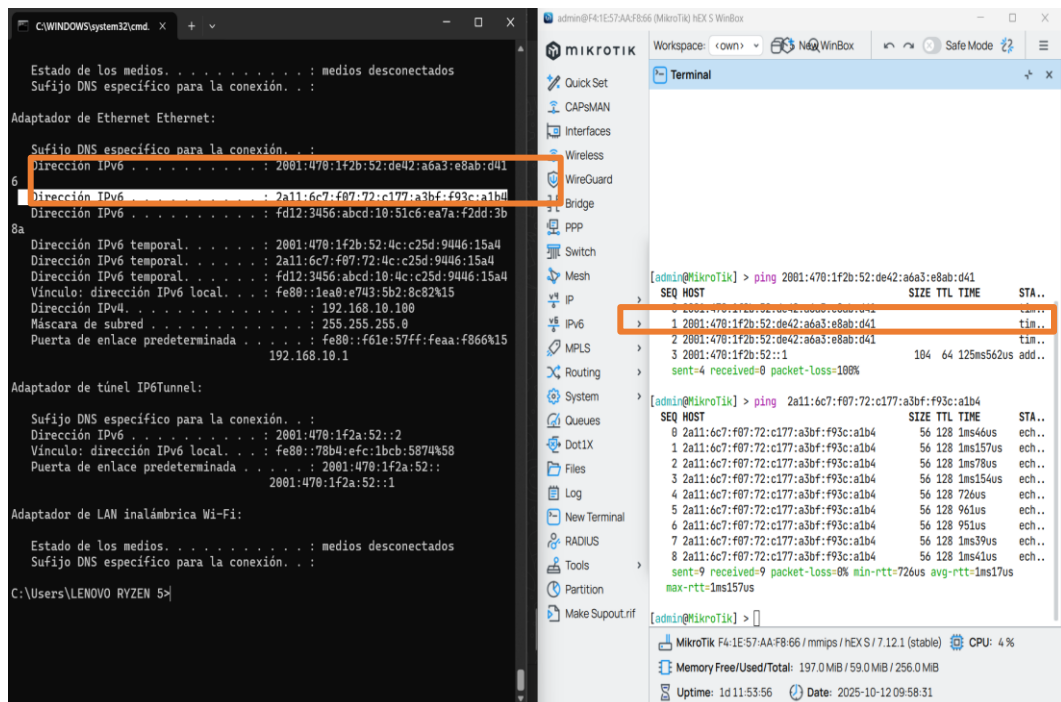 C:\WINDOWS\system32\cmd.
Estado de los medios. . . . . . . . . . . : medios desconectados
Sufijo DNS específico para la conexión. . :
Adaptador de Ethernet Ethernet:
Sufijo DNS específico para la conexión. . :
Dirección IPv6 . . . . . . . . . . : 2001:470:1f2b:52:de42:a6a3:e8ab:d41
6
Dirección IPv6 . . . . . . . . . . : 2a11:6c7:f07:72:c177:a3bf:f93c:a1b4
Dirección IPv6 . . . . . . . . . . : fd12:3456:abcd:10:51c6:ea7a:f2dd:3b
8a
Dirección IPv6 temporal. . . . . . : 2001:470:1f2b:52:4c:c25d:9446:15a4
Dirección IPv6 temporal. . . . . . : 2a11:6c7:f07:72:4c:c25d:9446:15a4
Dirección IPv6 temporal. . . . . . : fd12:3456:abcd:10:4c:c25d:9446:15a4
Vínculo: dirección IPv6 local. . . : fe80::1ea0:e743:5b2:8c82%15
Dirección IPv4. . . . . . . . . . . . . . : 192.168.10.100
Máscara de subred . . . . . . . . . . . . : 255.255.255.0
Puerta de enlace predeterminada . . . . . : fe80::f61e:57ff:feaa:f866%15
192.168.10.1
Adaptador de túnel IP6Tunnel:
Sufijo DNS específico para la conexión. . :
Dirección IPv6 . . . . . . . . . . : 2001:470:1f2a:52::2
Vínculo: dirección IPv6 local. . . : fe80::78b4:efc:1bcb:5874%58
Puerta de enlace predeterminada . . . . . : 2001:470:1f2a:52::
2001:470:1f2a:52::1
Adaptador de LAN inalámbrica Wi-Fi:
Estado de los medios. . . . . . . . . . . : medios desconectados
Sufijo DNS específico para la conexión. . :
C:\Users\LENOVO RYZEN 5>
admin@F4:1E:57:AA:F8:66 (MikroTik) hEX S WinBox
MikroTik
Workspace: <own> New WinBox Safe Mode
Quick Set
CAPsMAN
Interfaces
Wireless
WireGuard
Bridge
PPP
Switch
Mesh
IP
IPv6
MPLS
Routing
System
Queues
Dot1X
Files
Log
New Terminal
RADIUS
Tools
Partition
Make Supout.rif
Terminal
[admin@MikroTik] > ping 2001:470:1f2b:52:de42:a6a3:e8ab:d41
SEQ HOST SIZE TTL TIME STA..
0 2001:470:1f2b:52:de42:a6a3:e8ab:d41 tim..
1 2001:470:1f2b:52:de42:a6a3:e8ab:d41 tim..
2 2001:470:1f2b:52:de42:a6a3:e8ab:d41 tim..
3 2001:470:1f2b:52::1 104 64 125ms562us add..
sent=4 received=0 packet-loss=100%
[admin@MikroTik] > ping 2a11:6c7:f07:72:c177:a3bf:f93c:a1b4
SEQ HOST SIZE TTL TIME STA..
0 2a11:6c7:f07:72:c177:a3bf:f93c:a1b4 56 128 1ms46us ech..
1 2a11:6c7:f07:72:c177:a3bf:f93c:a1b4 56 128 1ms157us ech..
2 2a11:6c7:f07:72:c177:a3bf:f93c:a1b4 56 128 1ms78us ech..
3 2a11:6c7:f07:72:c177:a3bf:f93c:a1b4 56 128 1ms154us ech..
4 2a11:6c7:f07:72:c177:a3bf:f93c:a1b4 56 128 726us ech..
5 2a11:6c7:f07:72:c177:a3bf:f93c:a1b4 56 128 961us ech..
6 2a11:6c7:f07:72:c177:a3bf:f93c:a1b4 56 128 951us ech..
7 2a11:6c7:f07:72:c177:a3bf:f93c:a1b4 56 128 1ms39us ech..
8 2a11:6c7:f07:72:c177:a3bf:f93c:a1b4 56 128 1ms41us ech..
sent=9 received=9 packet-loss=0% min-rtt=726us avg-rtt=1ms17us
max-rtt=1ms157us
[admin@MikroTik] >
MikroTik F4:1E:57:AA:F8:66 / mmips / hEX S / 7.12.1 (stable) CPU: 4 %
Memory Free/Used/Total: 197.0 MiB / 59.0 MiB / 256.0 MiB
Uptime: 1d 11:53:56 Date: 2025-10-12 09:58:31